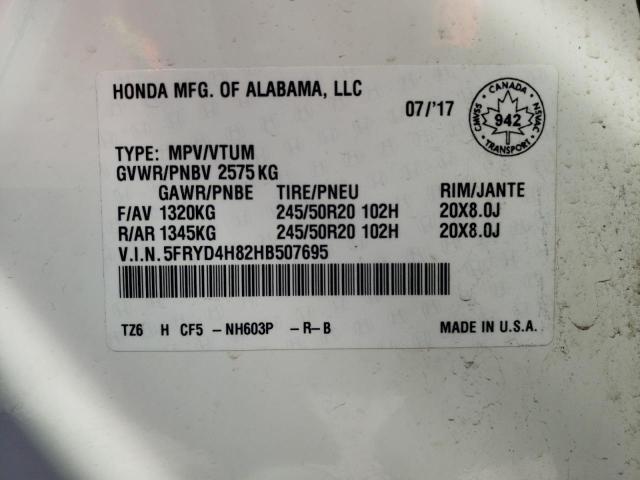 HONDA MFG. OF ALABAMA, LLC
07/'17
CANADA
CMVSS NSVAC
942
TRANSPORT
TYPE: MPV/VTUM
GVWR/PNBV 2575 KG
GAWR/PNBE TIRE/PNEU RIM/JANTE
F/AV 1320KG 245/50R20 102H 20X8.0J
R/AR 1345KG 245/50R20 102H 20X8.0J
V.I.N. 5FRYD4H82HB507695
TZ6 H CF5 -NH603P -R-B MADE IN U.S.A.